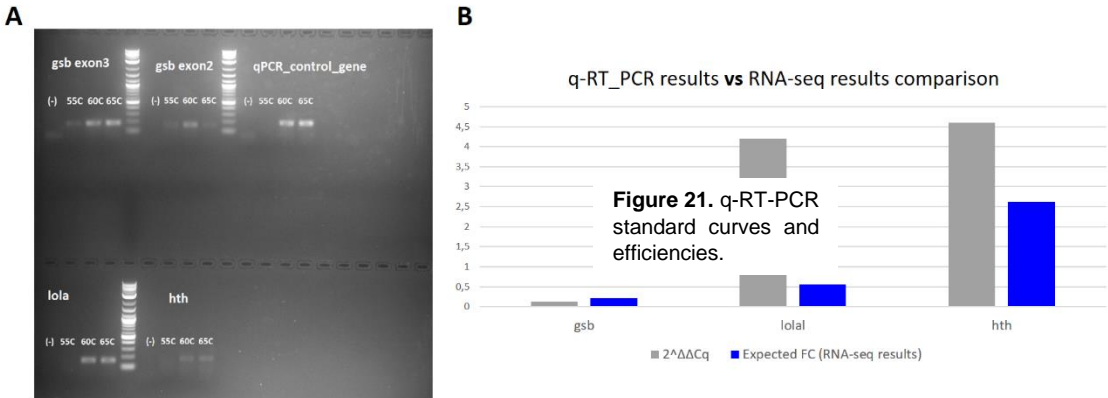 A
gsb exon3
gsb exon2
qPCR_control_gene
(-) 55C 60C 65C
(-) 55C 60C 65C
(-) 55C 60C 65C
lola
hth
(-) 55C 60C 65C
(-) 55C 60C 65C
B
q-RT_PCR results vs RNA-seq results comparison
5
4,5
4
3,5
3
2,5
2
1,5
1
0,5
0
Figure 21. q-RT-PCR
standard curves and
efficiencies.
gsb
lolal
hth
2^ΔΔCq
Expected FC (RNA-seq results)